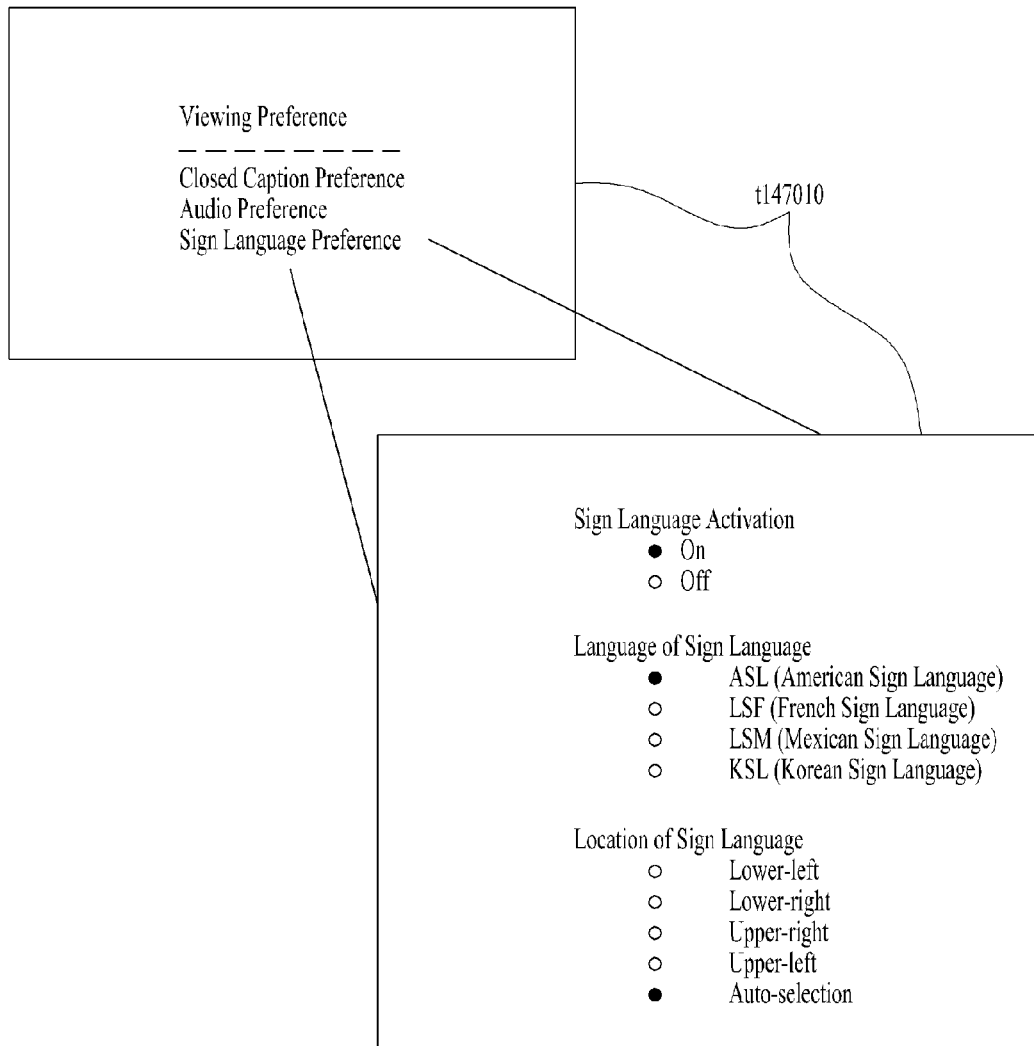 Viewing Preference
Closed Caption Preference
Audio Preference
Sign Language Preference
t147010
Sign Language Activation
On
Off
Language of Sign Language
ASL (American Sign Language)
LSF (French Sign Language)
LSM (Mexican Sign Language)
KSL (Korean Sign Language)
Location of Sign Language
Lower-left
Lower-right
Upper-right
Upper-left
Auto-selection